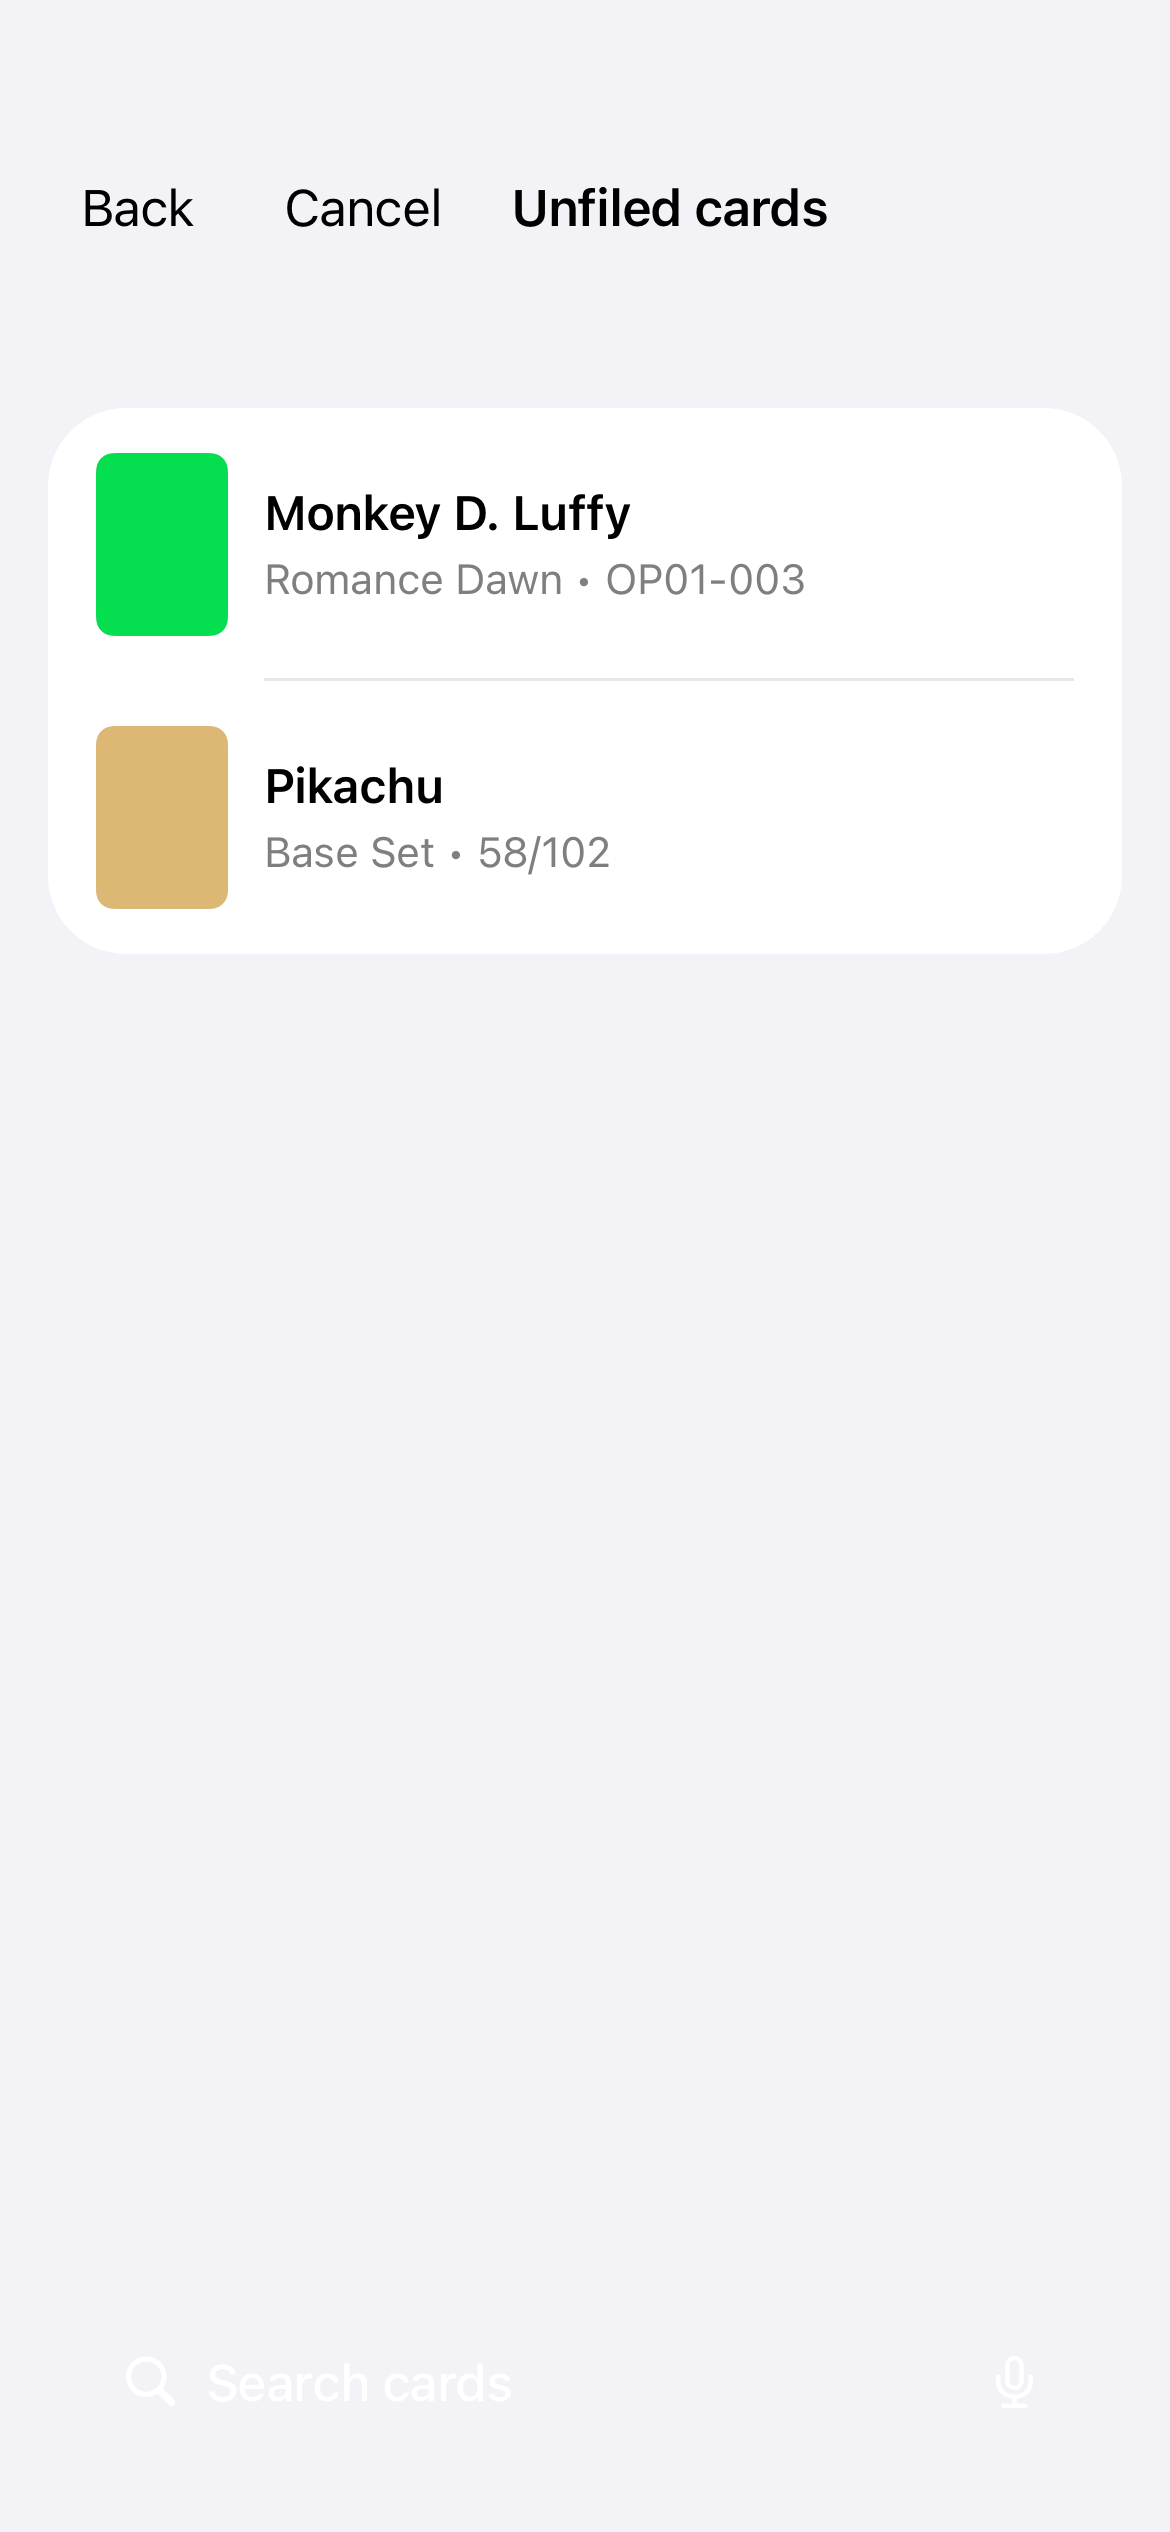 Back Cancel Unfiled cards
Monkey D. Luffy
Romance Dawn • OP01-003
Pikachu
Base Set • 58/102
Search cards